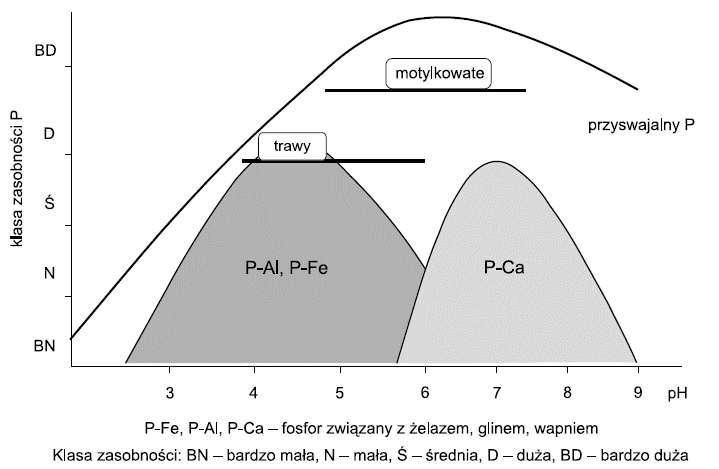 klasa zasobności P
BD
D
Ś
N
BN
motylkowate
przyswajalny P
trawy
P-Al, P-Fe
P-Ca
3 4 5 6 7 8 9 pH
P-Fe, P-Al, P-Ca – fosfor związany z żelazem, glinem, wapniem
Klasa zasobności: BN – bardzo mała, N – mała, Ś – średnia, D – duża, BD – bardzo duża